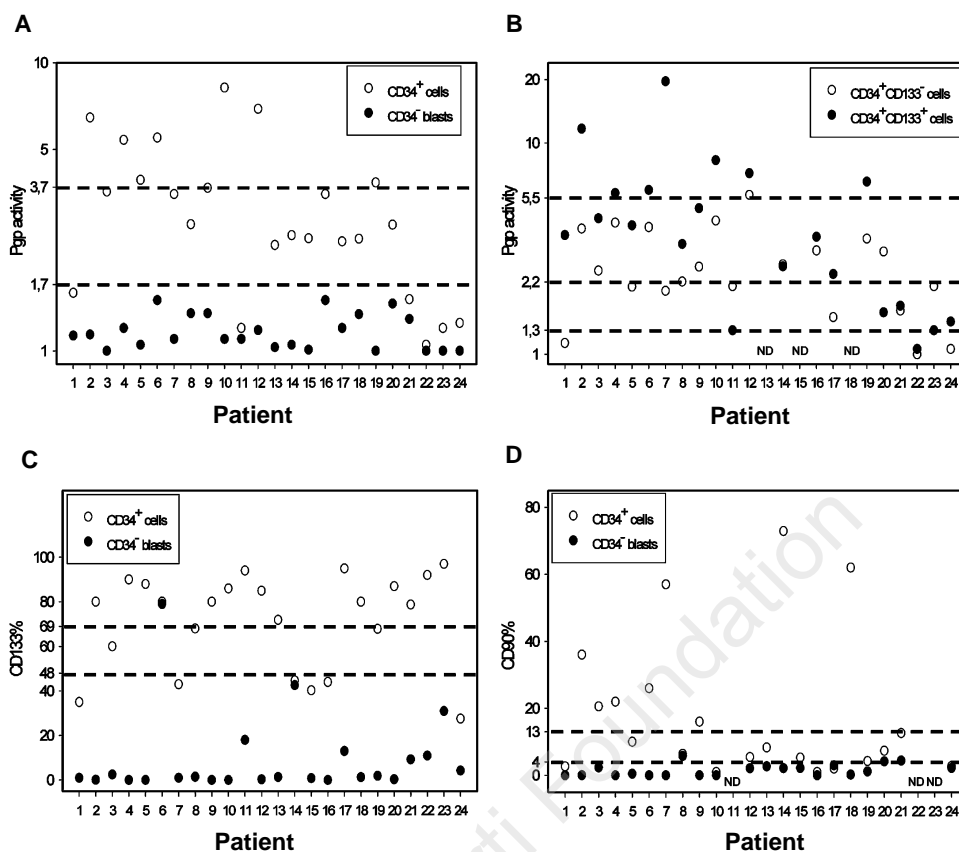 A
10
5
3,7
1,7
1
Pgp activity
CD34+ cells
CD34- blasts
1 2 3 4 5 6 7 8 9 10 11 12 13 14 15 16 17 18 19 20 21 22 23 24
Patient
B
20
10
5,5
2,2
1,3
1
Pgp activity
CD34+CD133- cells
CD34+CD133+ cells
ND ND ND
1 2 3 4 5 6 7 8 9 10 11 12 13 14 15 16 17 18 19 20 21 22 23 24
Patient
C
100
80
69
60
48
40
20
0
CD133%
CD34+ cells
CD34- blasts
1 2 3 4 5 6 7 8 9 10 11 12 13 14 15 16 17 18 19 20 21 22 23 24
Patient
D
80
60
40
20
13
4
0
CD90%
CD34+ cells
CD34- blasts
ND ND ND
1 2 3 4 5 6 7 8 9 10 11 12 13 14 15 16 17 18 19 20 21 22 23 24
Patient
Foundation